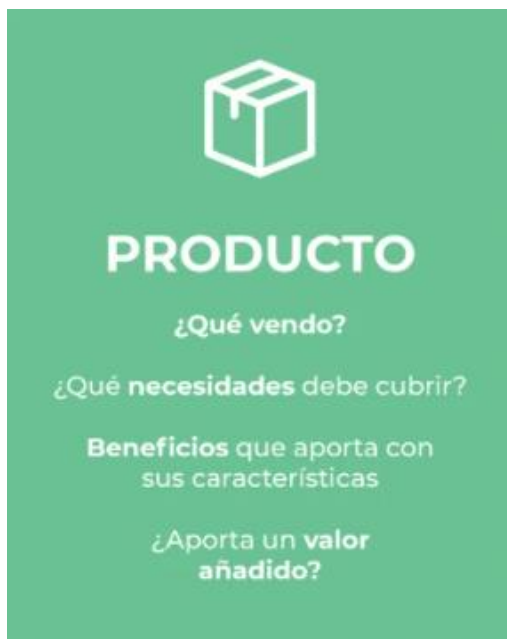 PRODUCTO
¿Qué vendo?
¿Qué necesidades debe cubrir?
Beneficios que aporta con
sus características
¿Aporta un valor
añadido?